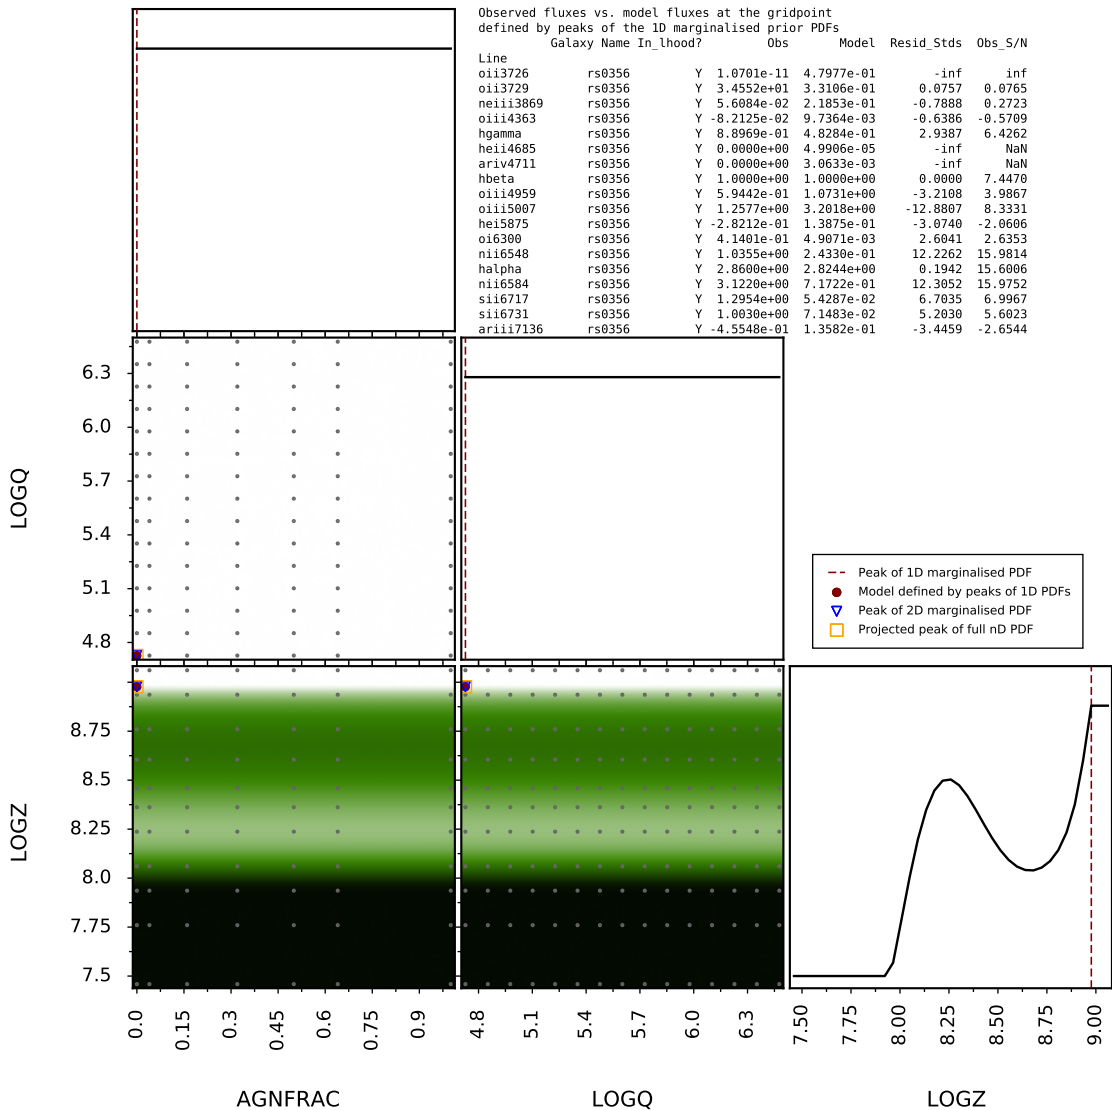 Observed fluxes vs. model fluxes at the gridpoint
defined by peaks of the 1D marginalised prior PDFs
Galaxy Name In_lhood? Obs Model Resid_Stds Obs_S/N
Line
oii3726 rs0356 Y 1.0701e-11 4.7977e-01 -inf inf
oii3729 rs0356 Y 3.4552e+01 3.3106e-01 0.0757 0.0765
neiii3869 rs0356 Y 5.6084e-02 2.1853e-01 -0.7888 0.2723
oiii4363 rs0356 Y -8.2125e-02 9.7364e-03 -0.6386 -0.5709
hgamma rs0356 Y 8.8969e-01 4.8284e-01 2.9387 6.4262
heii4685 rs0356 Y 0.0000e+00 4.9906e-05 -inf NaN
ariv4711 rs0356 Y 0.0000e+00 3.0633e-03 -inf NaN
hbeta rs0356 Y 1.0000e+00 1.0000e+00 0.0000 7.4470
oiii4959 rs0356 Y 5.9442e-01 1.0731e+00 -3.2108 3.9867
oiii5007 rs0356 Y 1.2577e+00 3.2018e+00 -12.8807 8.3331
hei5875 rs0356 Y -2.8212e-01 1.3875e-01 -3.0740 -2.0606
oi6300 rs0356 Y 4.1401e-01 4.9071e-03 2.6041 2.6353
nii6548 rs0356 Y 1.0355e+00 2.4330e-01 12.2262 15.9814
halpha rs0356 Y 2.8600e+00 2.8244e+00 0.1942 15.6006
nii6584 rs0356 Y 3.1220e+00 7.1722e-01 12.3052 15.9752
sii6717 rs0356 Y 1.2954e+00 5.4287e-02 6.7035 6.9967
sii6731 rs0356 Y 1.0030e+00 7.1483e-02 5.2030 5.6023
ariii7136 rs0356 Y -4.5548e-01 1.3582e-01 -3.4459 -2.6544
LOGQ
6.3
6.0
5.7
5.4
5.1
4.8
Peak of 1D marginalised PDF
Model defined by peaks of 1D PDFs
Peak of 2D marginalised PDF
Projected peak of full nD PDF
LOGZ
8.75
8.5
8.25
8.0
7.75
7.5
0.0 0.15 0.3 0.45 0.6 0.75 0.9
4.8 5.1 5.4 5.7 6.0 6.3
7.50 7.75 8.00 8.25 8.50 8.75 9.00
AGNFRAC
LOGQ
LOGZ